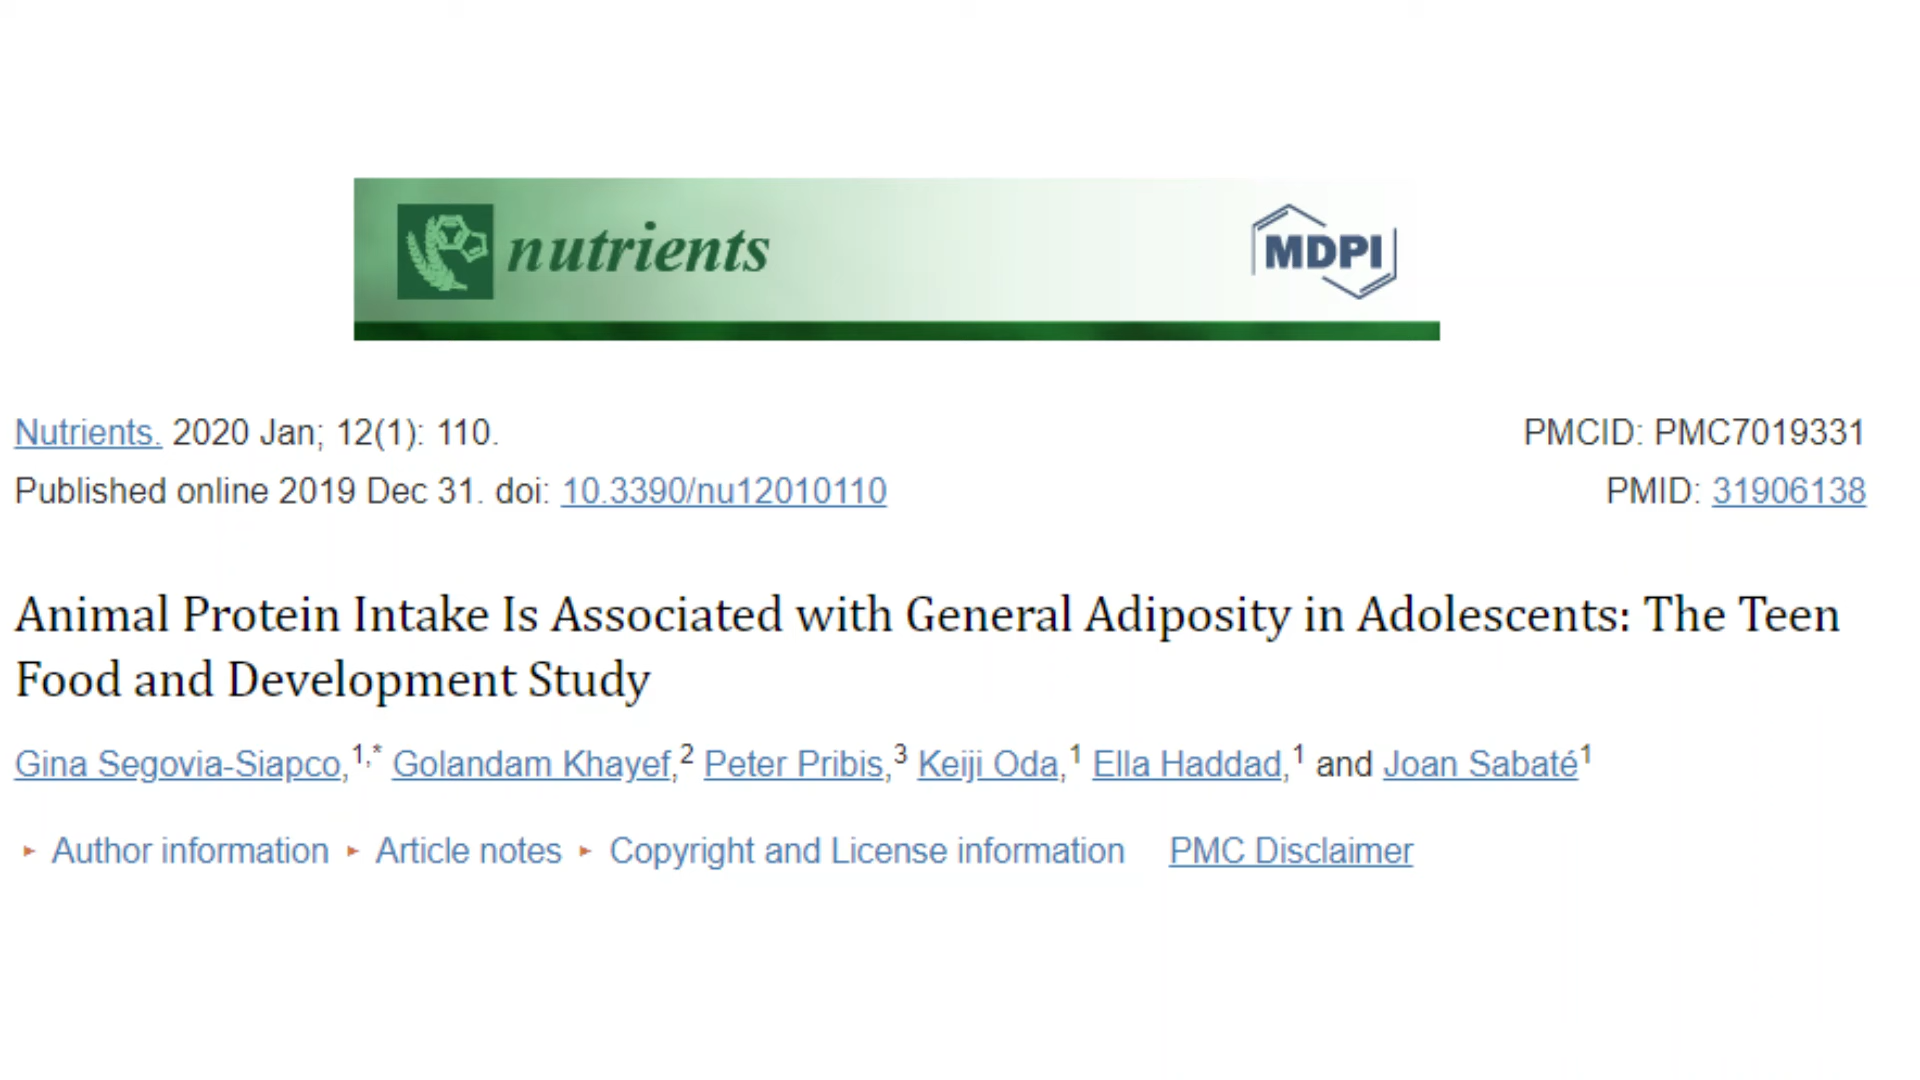 nutrients
MDPI
Nutrients. 2020 Jan; 12(1): 110.
PMCID: PMC7019331
Published online 2019 Dec 31. doi: 10.3390/nu12010110
PMID: 31906138
Animal Protein Intake Is Associated with General Adiposity in Adolescents: The Teen
Food and Development Study
Gina Segovia-Siapco,1,* Golandam Khayef,2 Peter Pribis,3 Keiji Oda,1 Ella Haddad,1 and Joan Sabaté1
▸ Author information ▸ Article notes ▸ Copyright and License information PMC Disclaimer